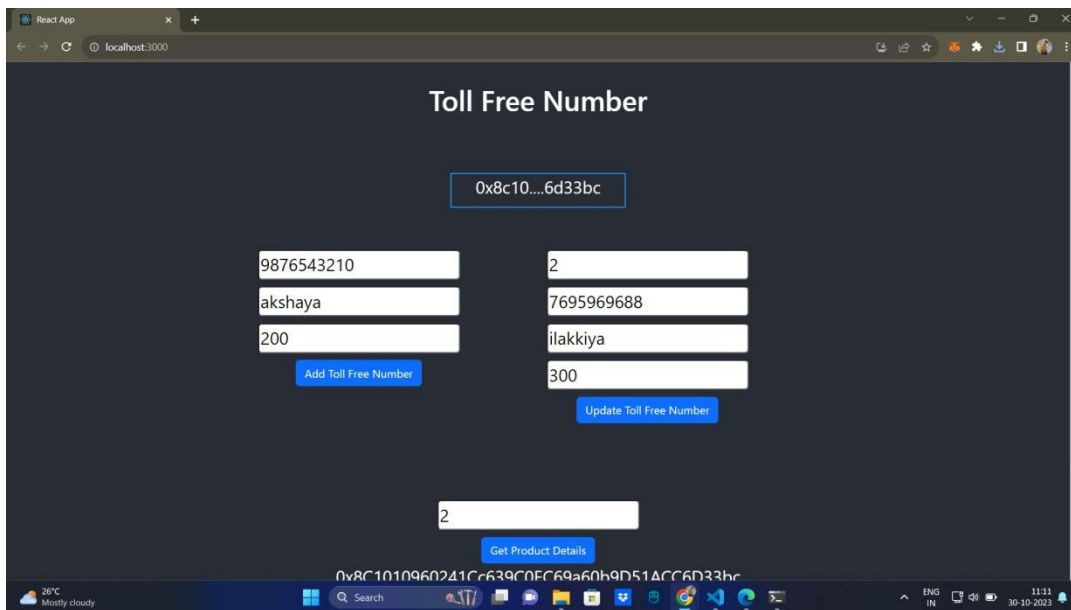 React App
localhost:3000
Toll Free Number
0x8c10....6d33bc
9876543210
akshaya
200
Add Toll Free Number
2
7695969688
ilakkiya
300
Update Toll Free Number
2
Get Product Details
0x8C1010960241Cc639C0FC69a60b9D51ACC6D33bc
26°C
Mostly cloudy
Search
ENG
IN
11:11
30-10-2023